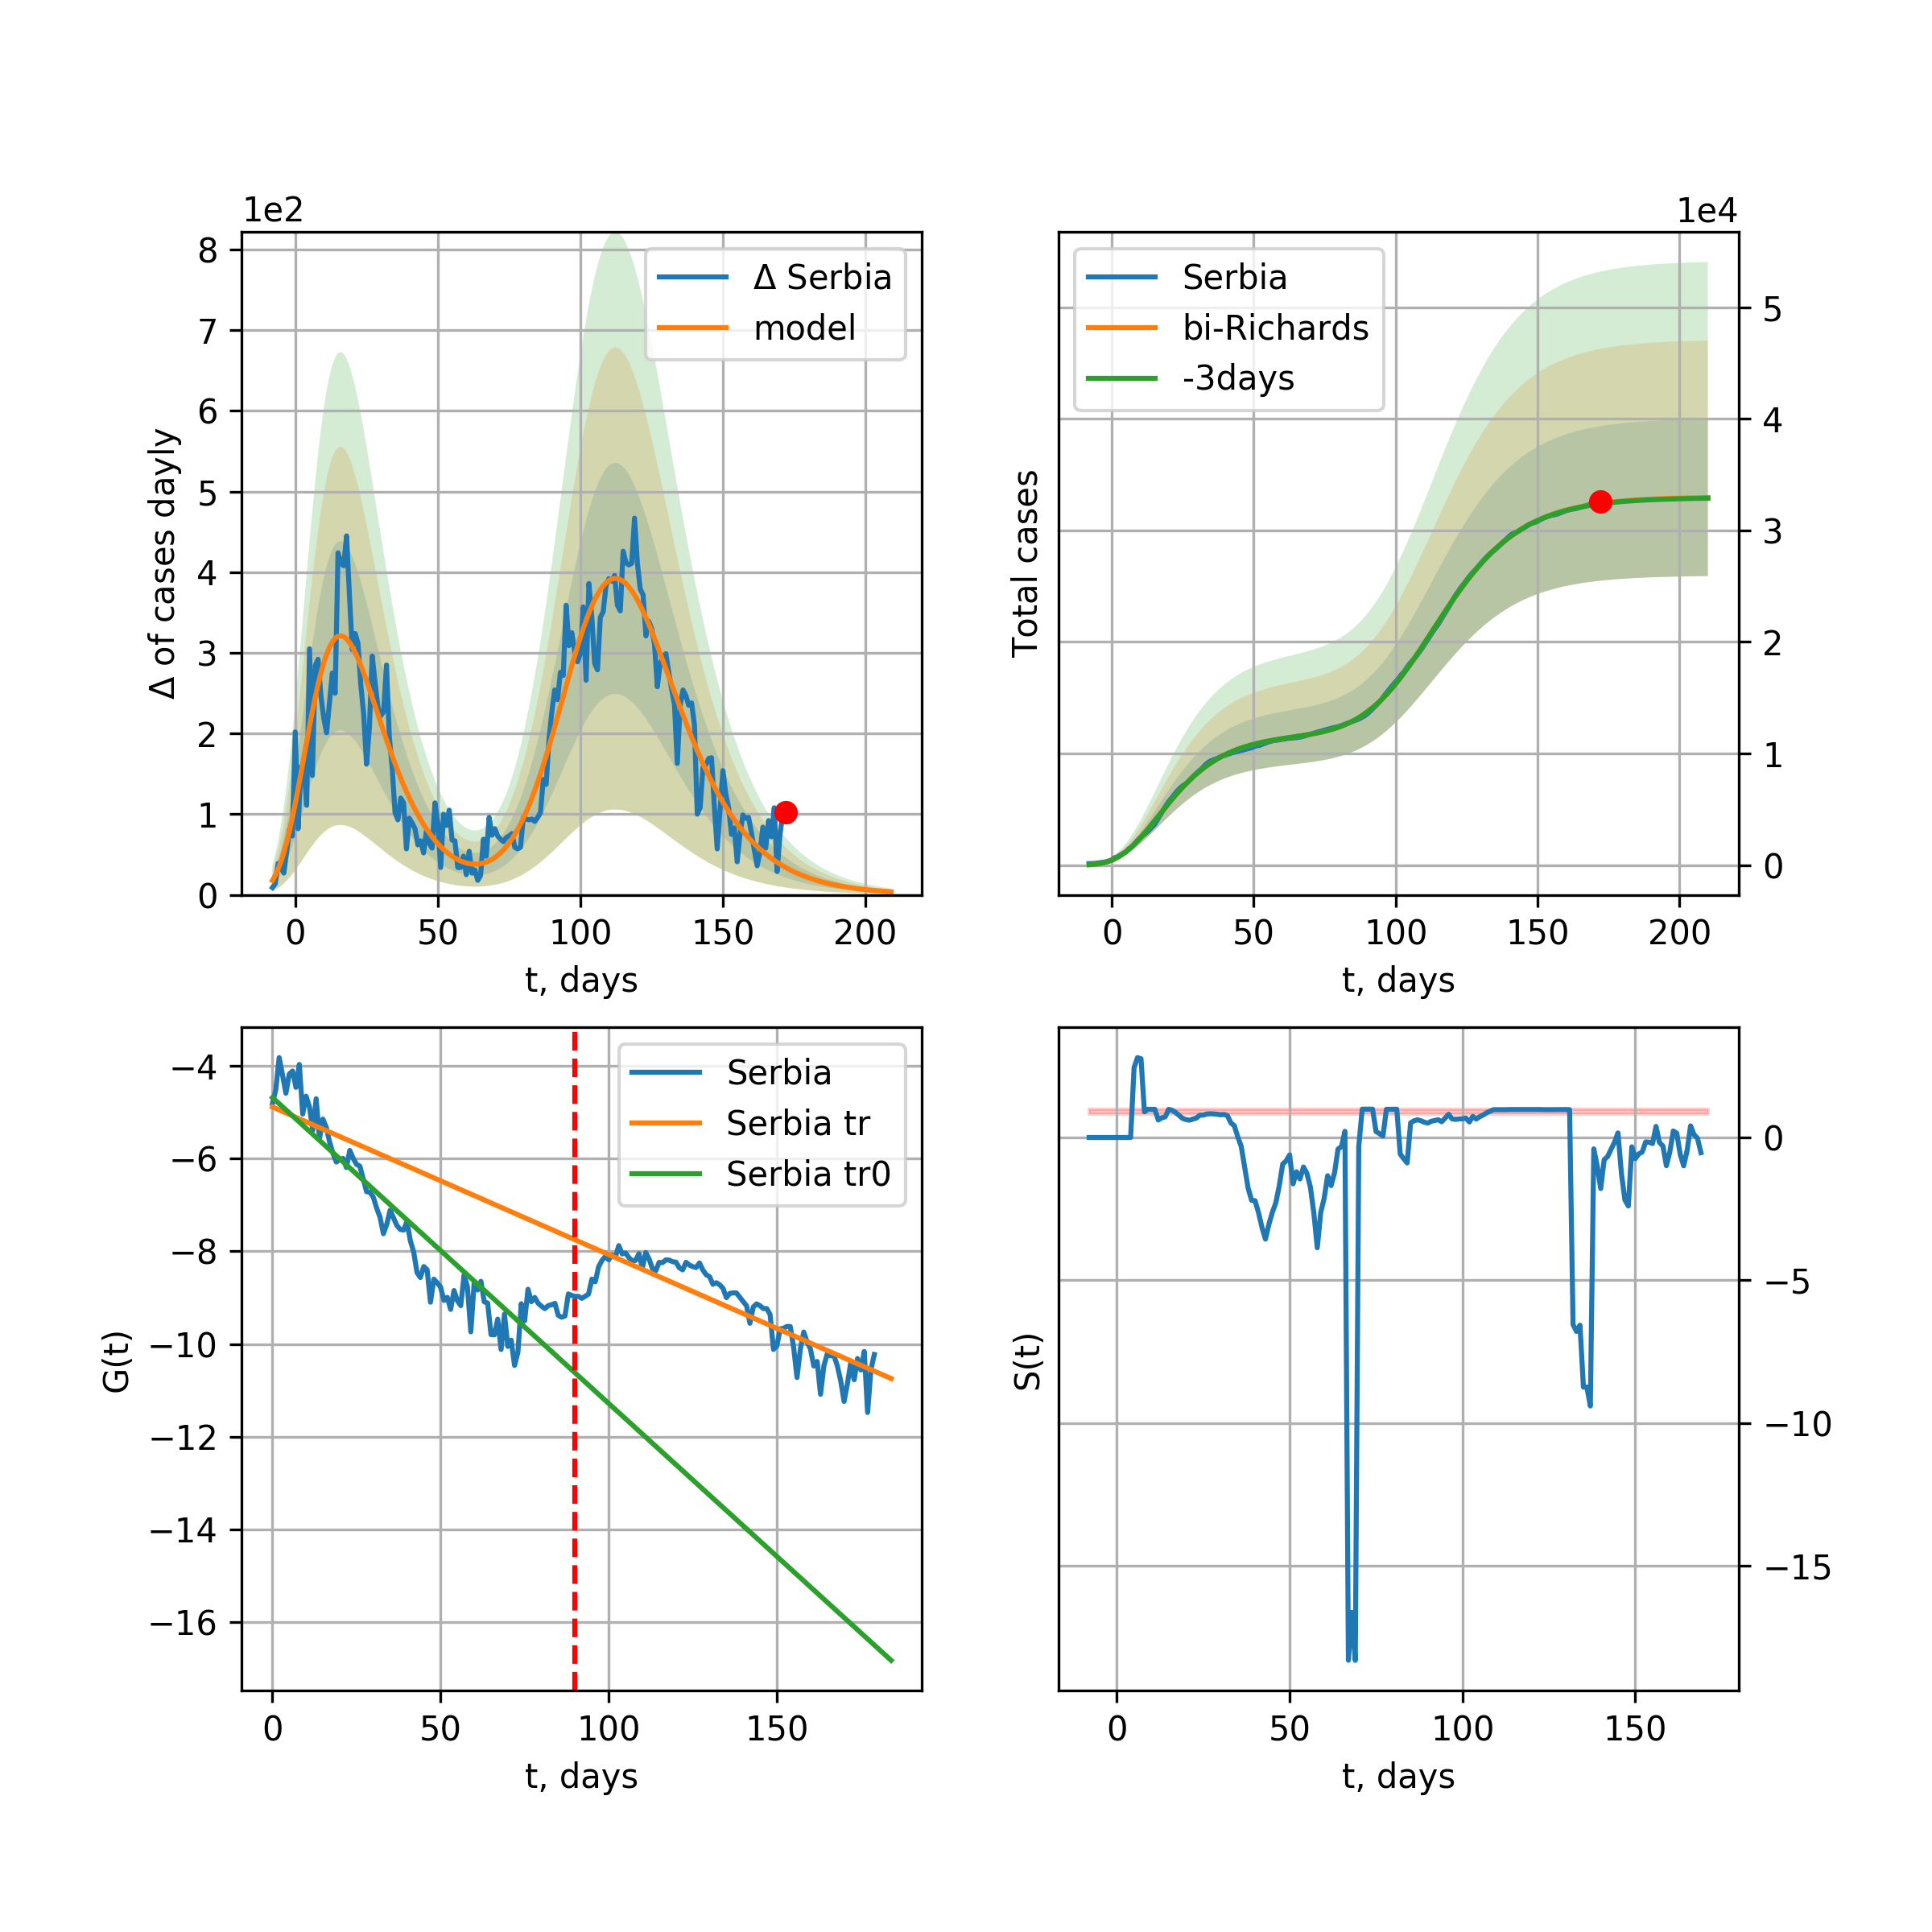 1e2
8
7
6
5
4
3
2
1
0
Δ of cases dayly
Δ Serbia
model
0 50 100 150 200
t, days
1e4
Serbia
bi-Richards
-3days
Total cases
5
4
3
2
1
0
0 50 100 150 200
t, days
−4
−6
−8
−10
−12
−14
−16
G(t)
Serbia
Serbia tr
Serbia tr0
0 50 100 150
t, days
S(t)
0
−5
−10
−15
0 50 100 150
t, days